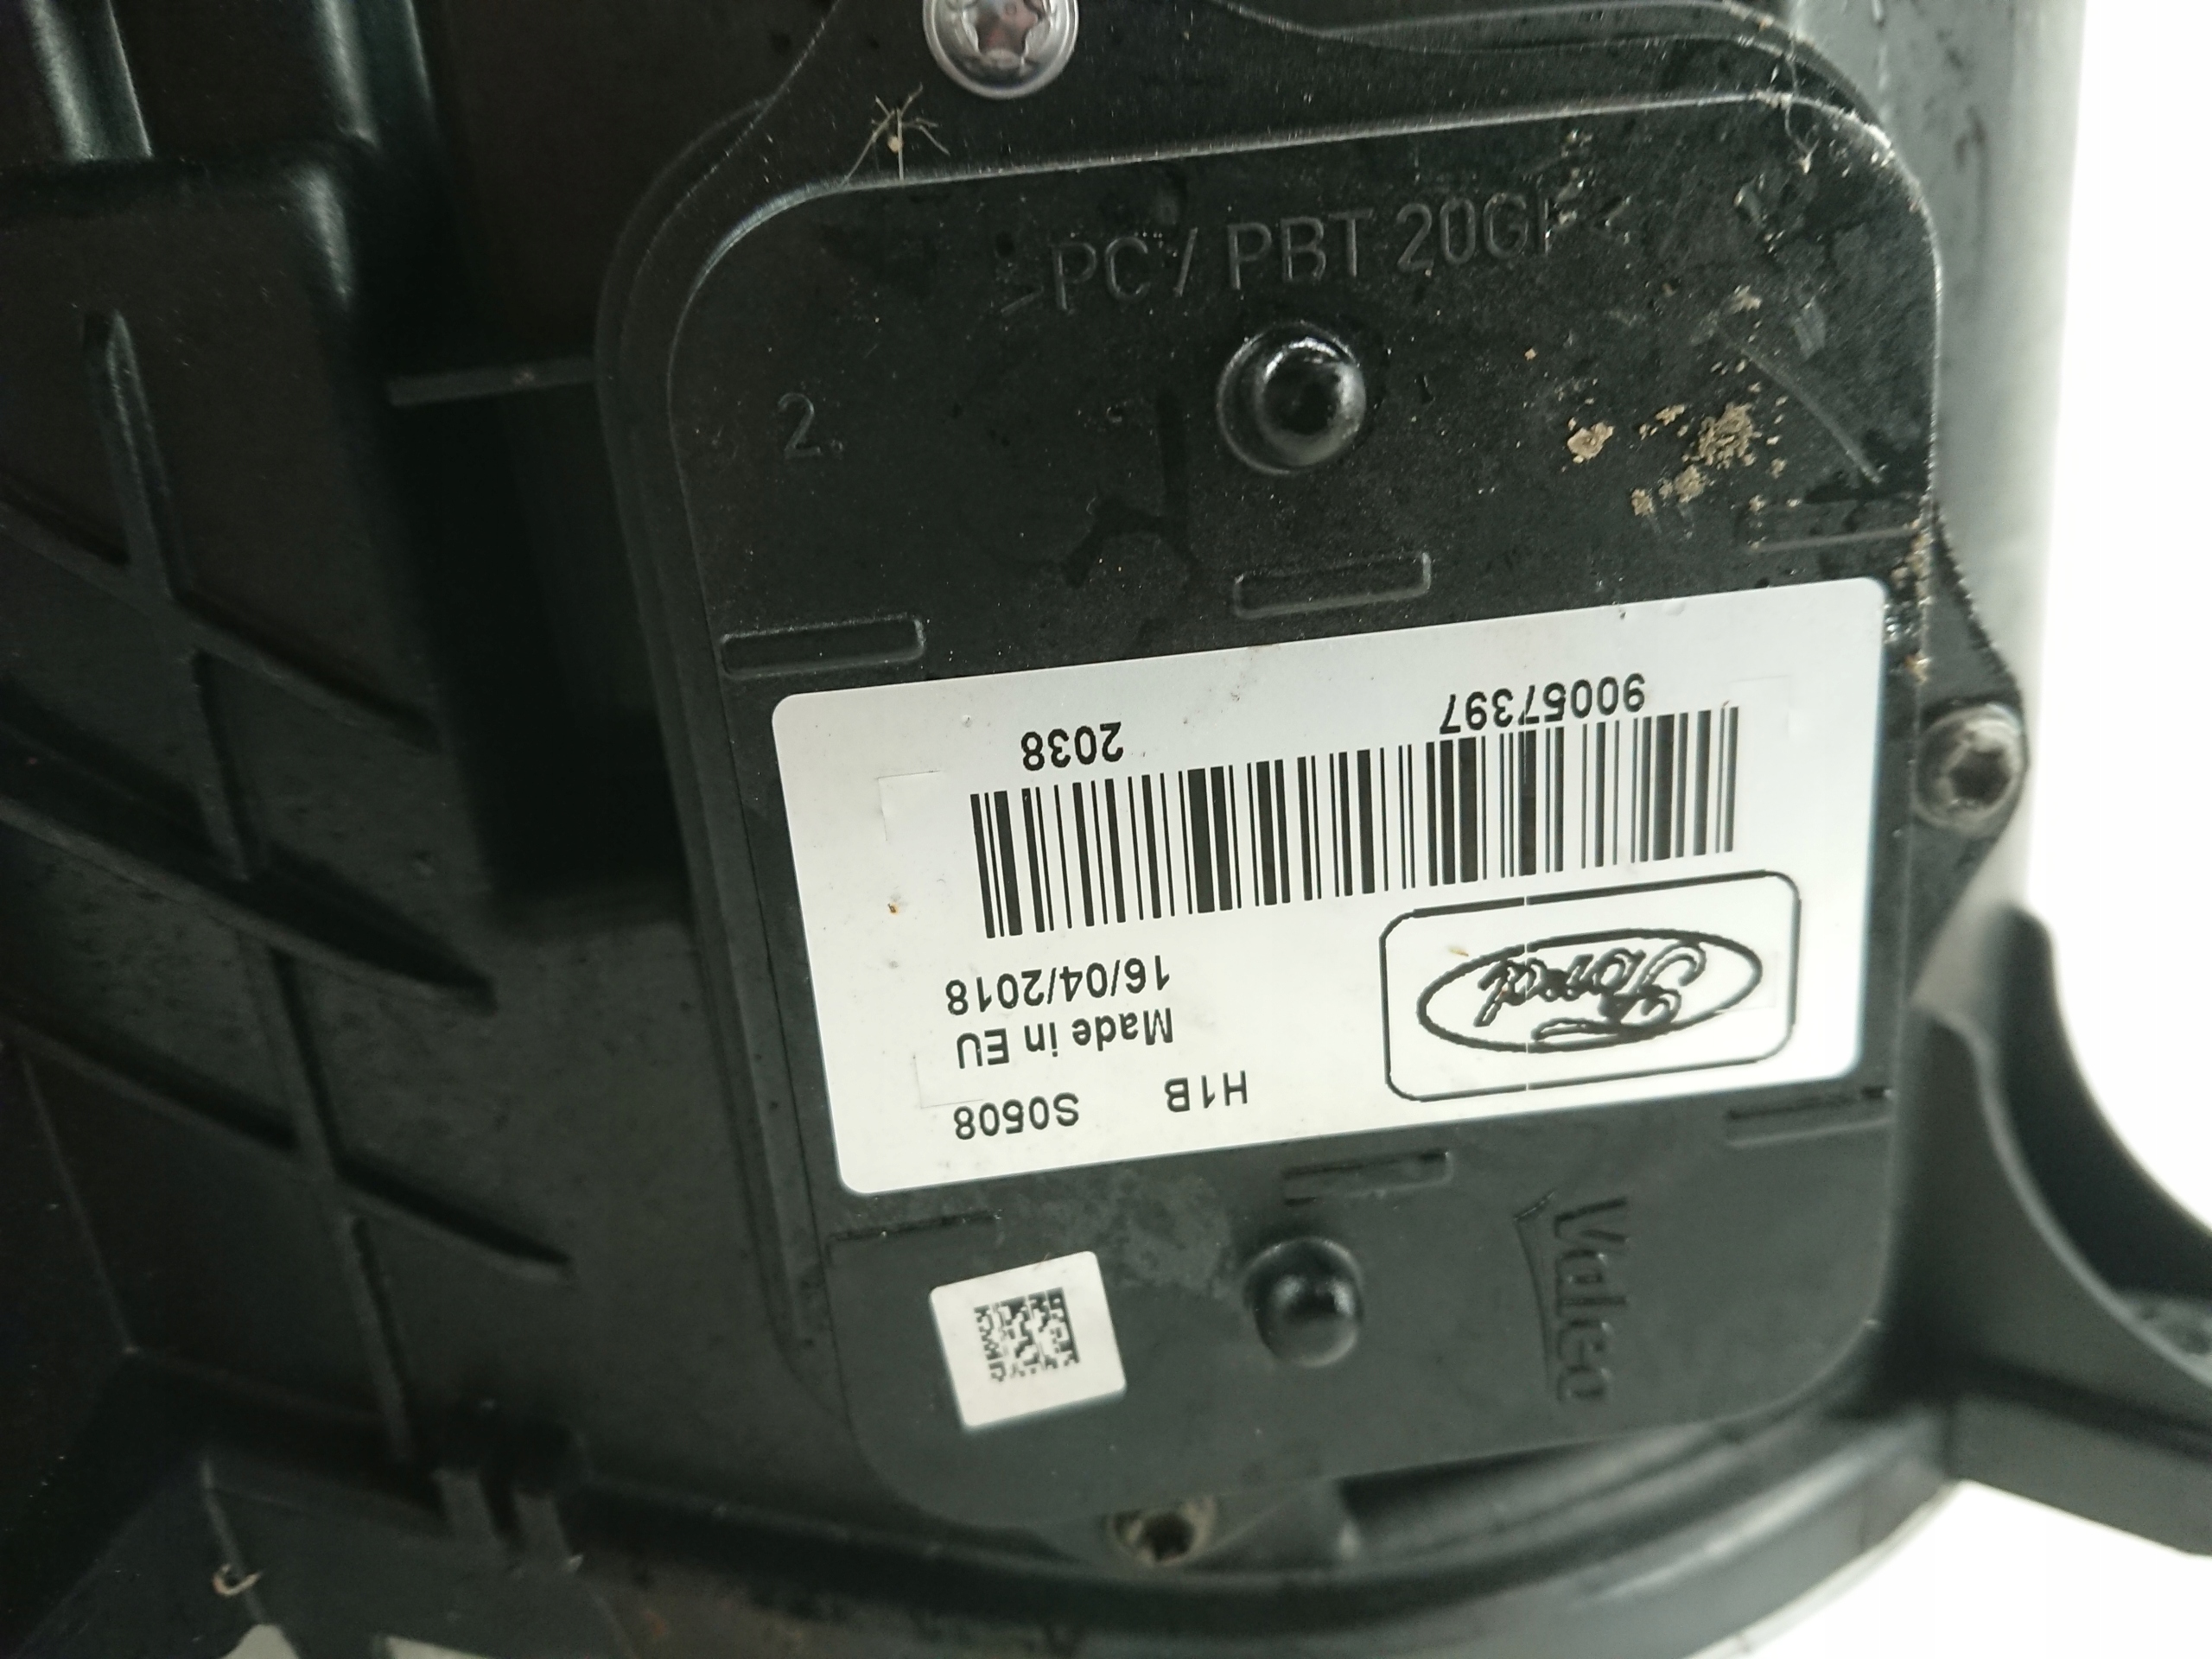 >PC / PBT 20GF<
2.
H1B S0508
Made in EU
16/04/2018
Ford
90057397 2038
Valeo